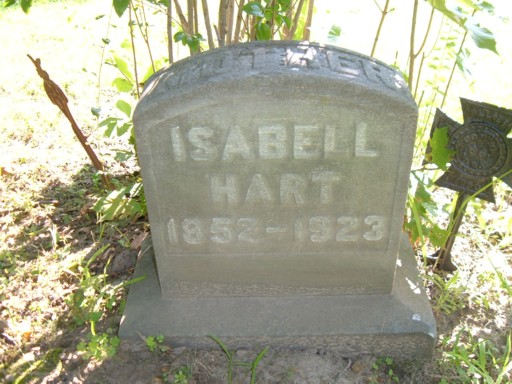 MOTHER
ISABELL
HART
1852-1923